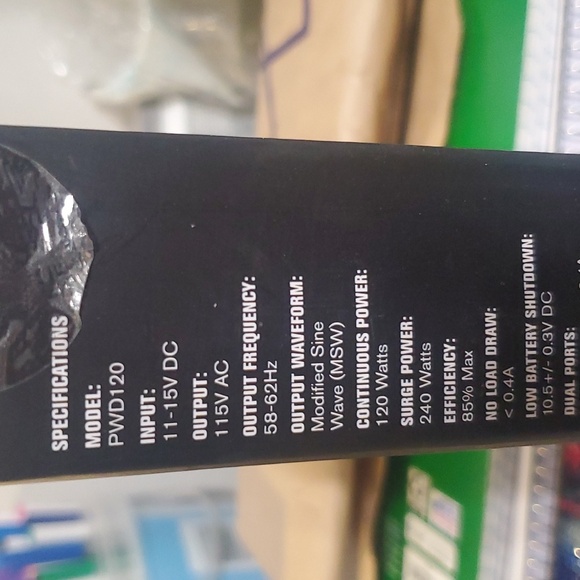 SPECIFICATIONS
MODEL:
PWD120
INPUT:
11-15V DC
OUTPUT:
115V AC
OUTPUT FREQUENCY:
58-62Hz
OUTPUT WAVEFORM:
Modified Sine
Wave (MSW)
CONTINUOUS POWER:
120 Watts
SURGE POWER:
240 Watts
EFFICIENCY:
85% Max
NO LOAD DRAW:
< 0.4A
LOW BATTERY SHUTDOWN:
10.5+/- 0.3V DC
DUAL PORTS: